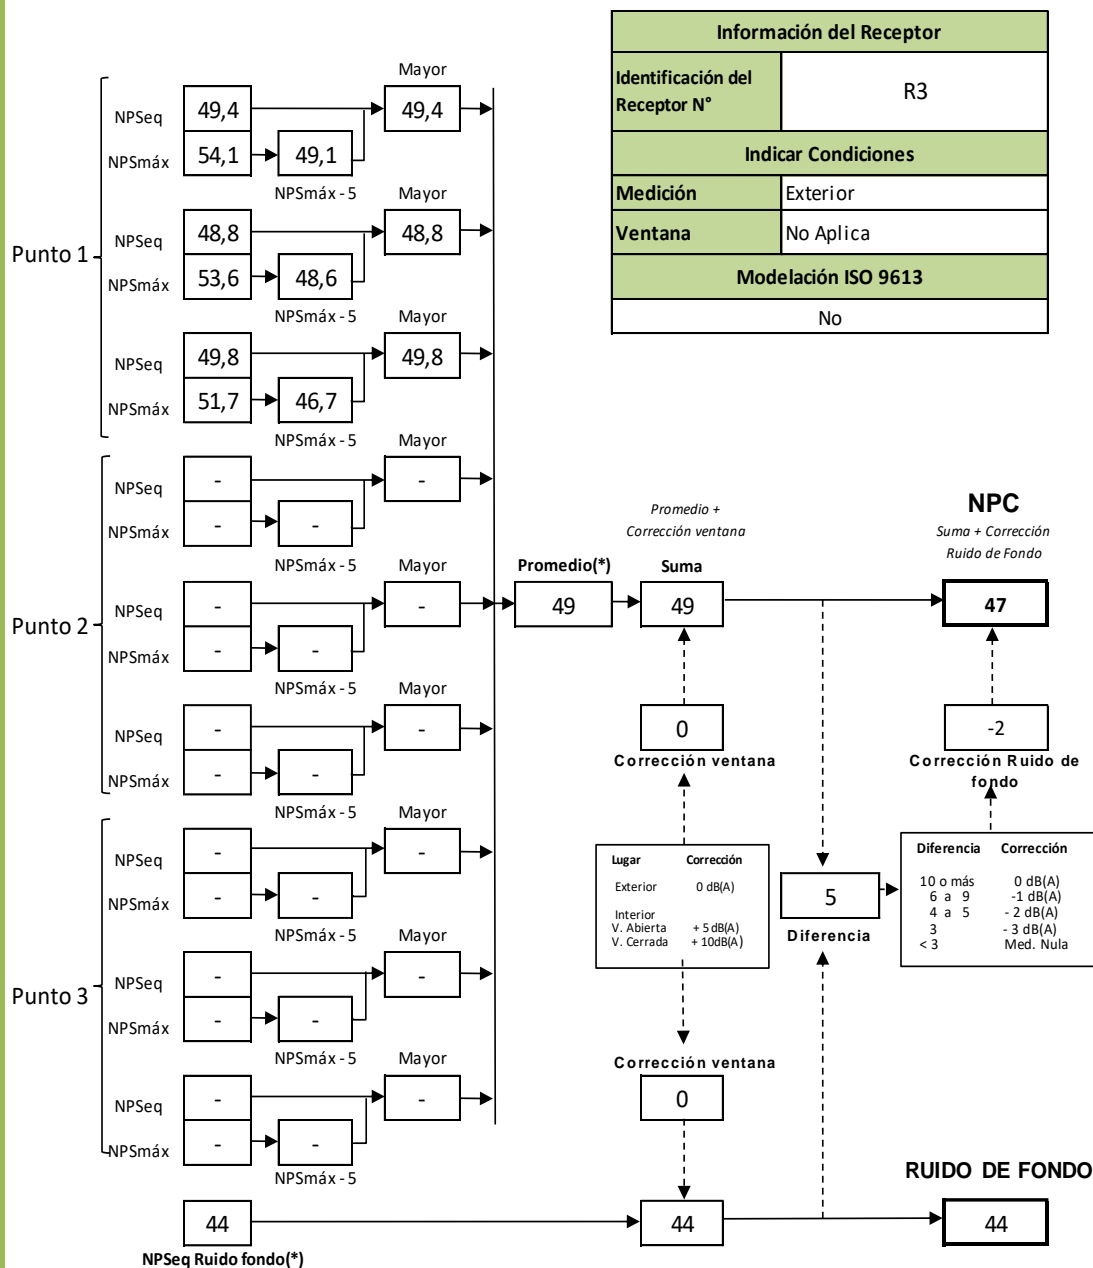 Información del Receptor
Identificación del Receptor N°
R3
Indicar Condiciones
Medición
Exterior
Ventana
No Aplica
Modelación ISO 9613
No
Punto 1
Mayor
NPSeq
49,4
49,4
NPSmáx
54,1
49,1
NPSmáx - 5
Mayor
NPSeq
48,8
48,8
NPSmáx
53,6
48,6
NPSmáx - 5
Mayor
NPSeq
49,8
49,8
NPSmáx
51,7
46,7
NPSmáx - 5
Punto 2
Mayor
NPSeq
-
-
NPSmáx
-
-
NPSmáx - 5
Mayor
NPSeq
-
-
NPSmáx
-
-
NPSmáx - 5
Mayor
NPSeq
-
-
NPSmáx
-
-
NPSmáx - 5
Punto 3
Mayor
NPSeq
-
-
NPSmáx
-
-
NPSmáx - 5
Mayor
NPSeq
-
-
NPSmáx
-
-
NPSmáx - 5
Mayor
NPSeq
-
-
NPSmáx
-
-
NPSmáx - 5
Promedio(*)
49
Promedio +
Corrección ventana
Suma
49
NPC
Suma + Corrección
Ruido de Fondo
47
0
Corrección ventana
-2
Corrección Ruido de
fondo
Lugar Corrección
Exterior 0 dB(A)
Interior
V. Abierta + 5 dB(A)
V. Cerrada + 10dB(A)
5
Diferencia
Diferencia Corrección
10 o más 0 dB(A)
6 a 9 -1 dB(A)
4 a 5 - 2 dB(A)
3 - 3 dB(A)
< 3 Med. Nula
Corrección ventana
0
RUIDO DE FONDO
44
44
44
NPSeq Ruido fondo(*)